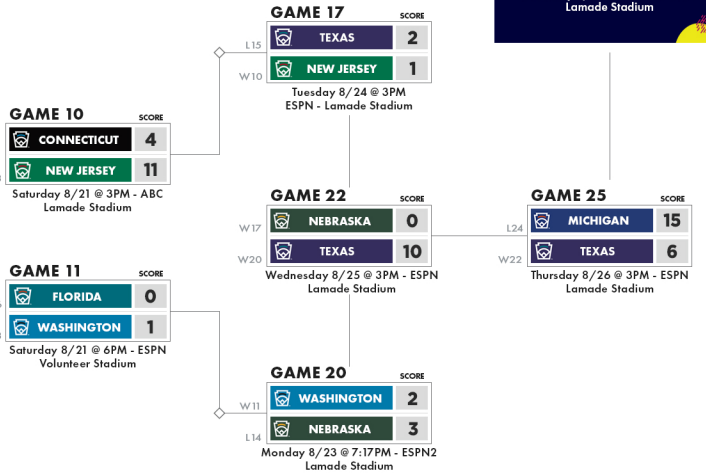 Lamade Stadium
GAME 17 SCORE
L15 TEXAS 2
W10 NEW JERSEY 1
Tuesday 8/24 @ 3PM
ESPN - Lamade Stadium
GAME 10 SCORE
CONNECTICUT 4
NEW JERSEY 11
Saturday 8/21 @ 3PM - ABC
Lamade Stadium
GAME 22 SCORE
W17 NEBRASKA 0
W20 TEXAS 10
Wednesday 8/25 @ 3PM - ESPN
Lamade Stadium
GAME 25 SCORE
L24 MICHIGAN 15
W22 TEXAS 6
Thursday 8/26 @ 3PM - ESPN
Lamade Stadium
GAME 11 SCORE
FLORIDA 0
WASHINGTON 1
Saturday 8/21 @ 6PM - ESPN
Volunteer Stadium
GAME 20 SCORE
W11 WASHINGTON 2
L14 NEBRASKA 3
Monday 8/23 @ 7:17PM - ESPN2
Lamade Stadium